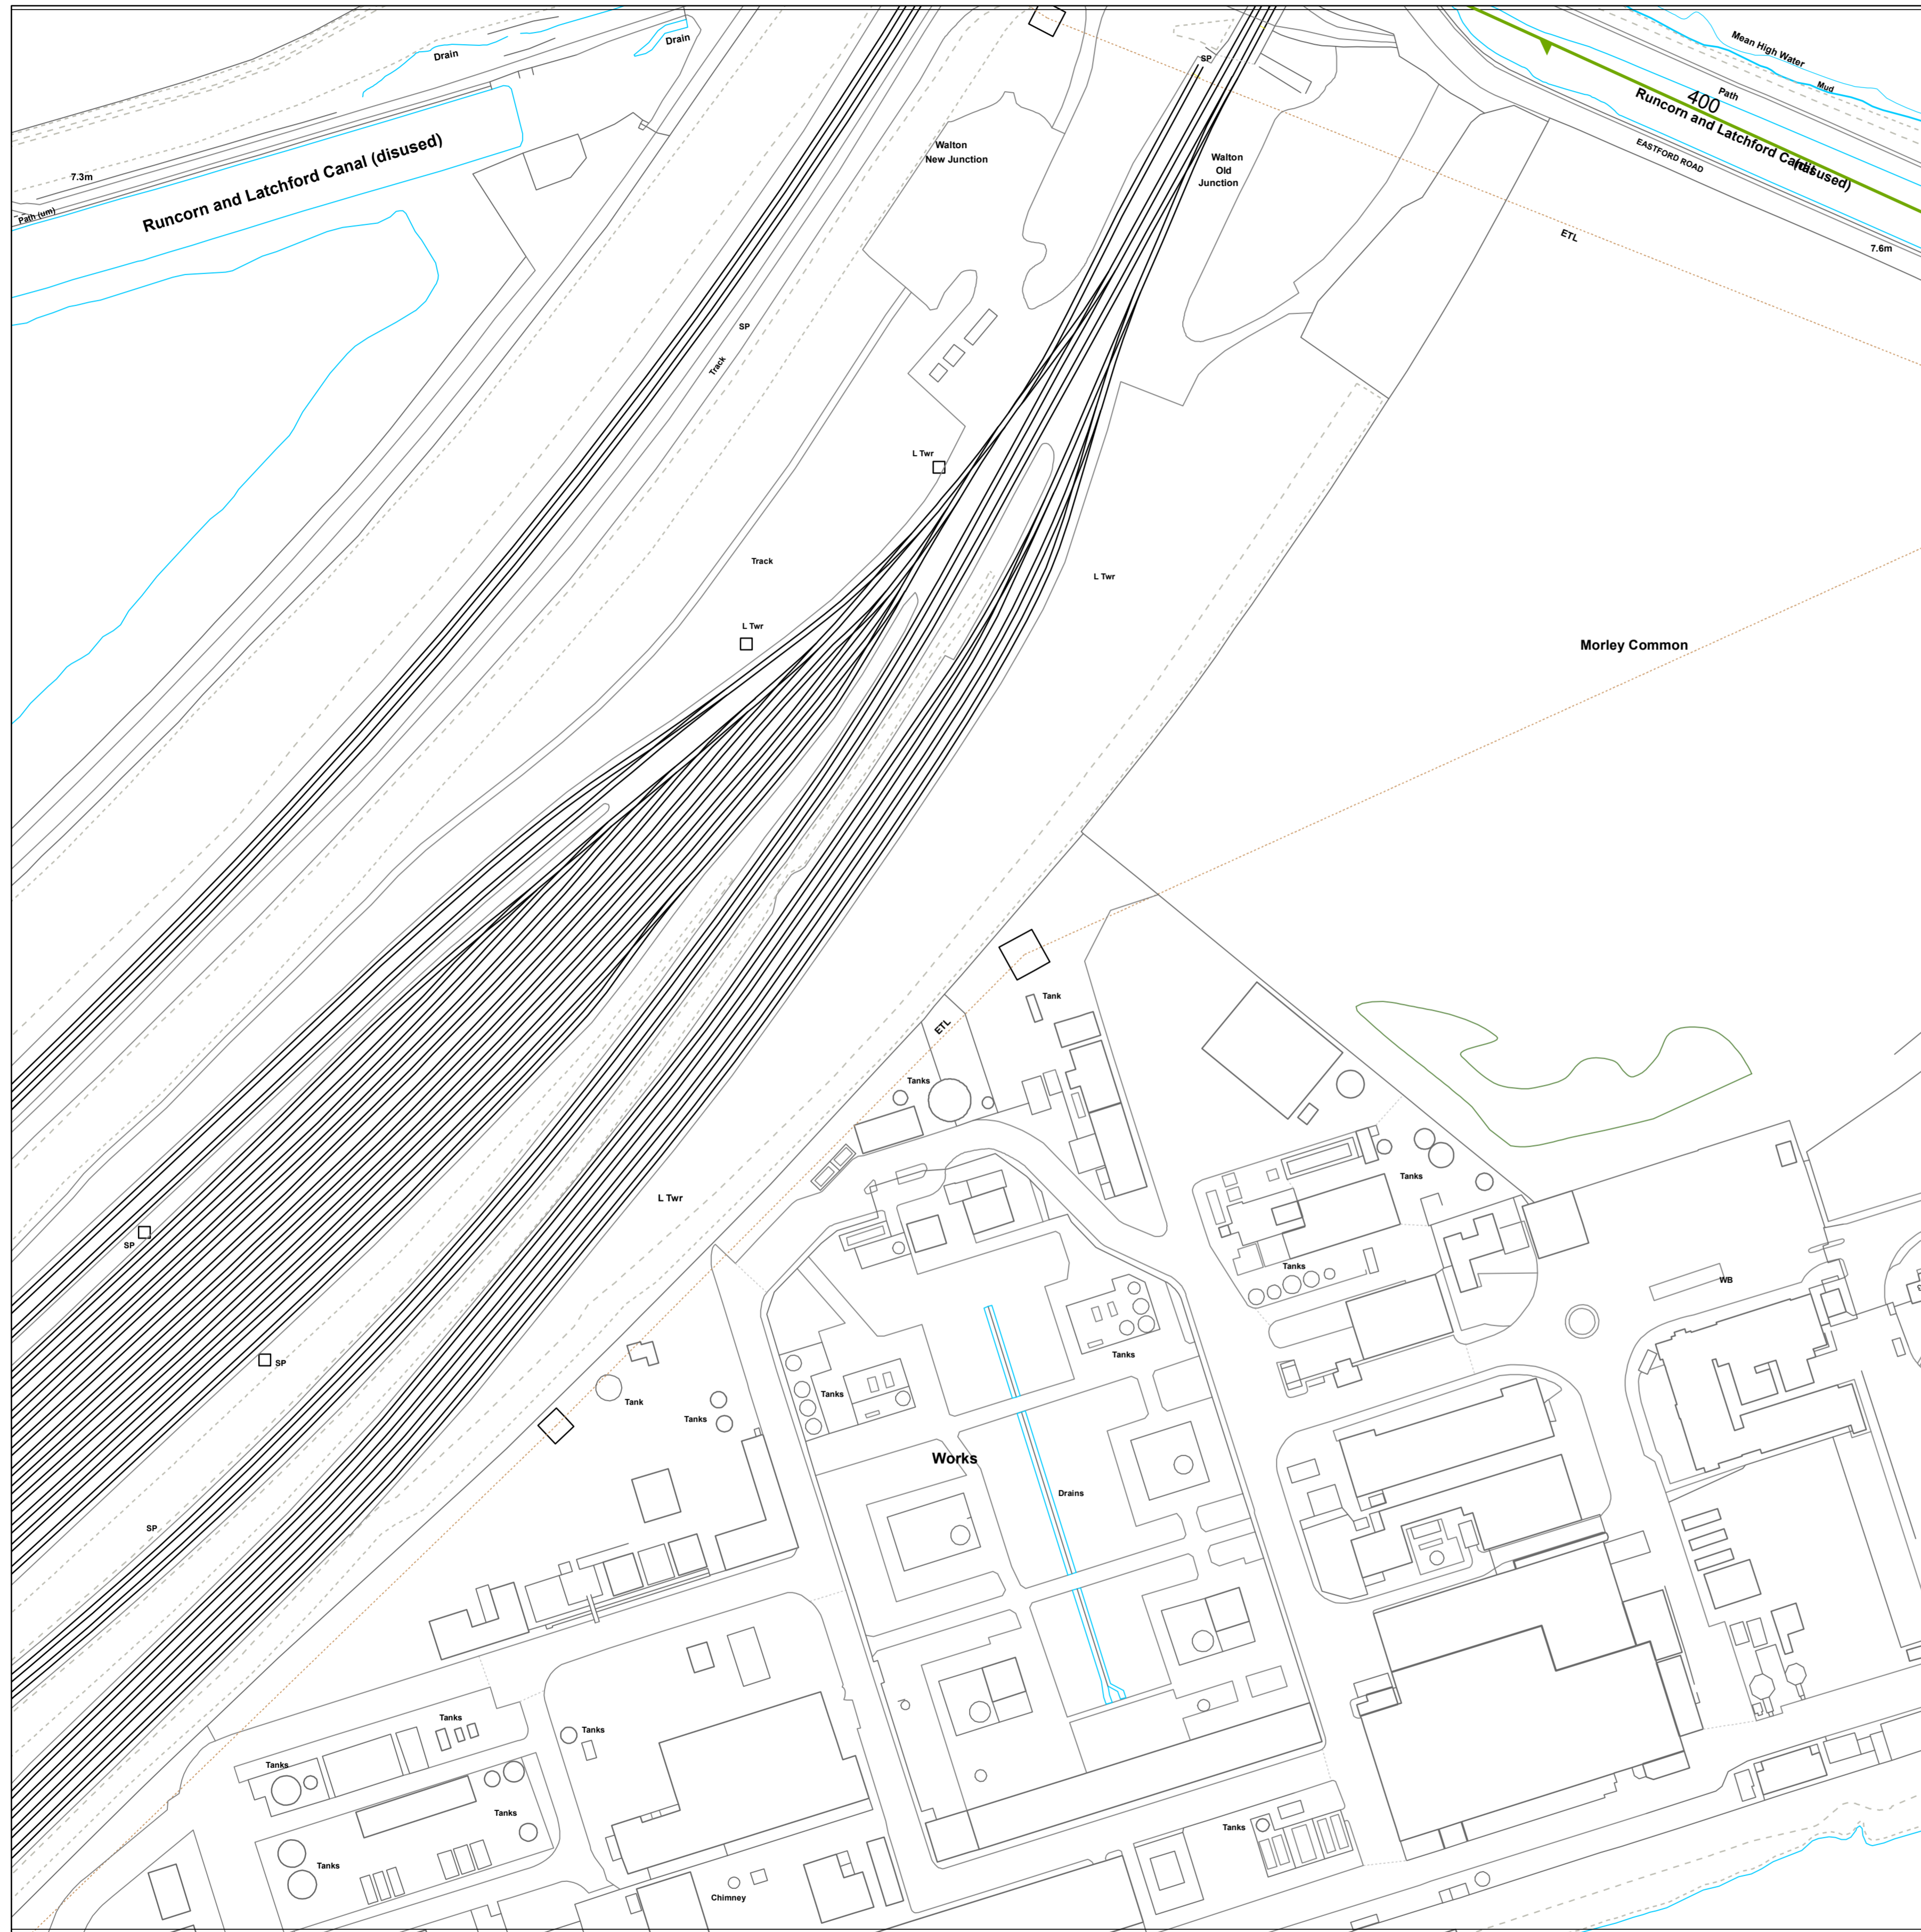 Drain
Drain
Mean High Water
Mud
Path
400
Runcorn and Latchford Canal
(disused)
EASTFORD ROAD
SP
Runcorn and Latchford Canal (disused)
7.3m
Path (um)
Walton
New Junction
Walton
Old
Junction
ETL
7.6m
SP
Track
L Twr
Track
L Twr
L Twr
Morley Common
Tank
ETL
Tanks
Tanks
L Twr
SP
Tanks
WB
SP
Tanks
Tanks
Tank
Tanks
Works
Drains
SP
Tanks
Tanks
Tanks
Tanks
Tanks
Tanks
Chimney